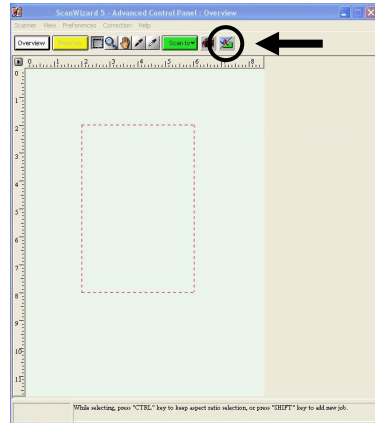 ScanWizard 5 - Advanced Control Panel : Overview
Scanner View Preferences Correction Help
Overview Prescan Scan to
0 1 2 3 4 5 6 7 8
0
1
2
3
4
5
6
7
8
9
10
11
While selecting, press "CTRL" key to keep aspect ratio selection, or press "SHIFT" key to add new job.